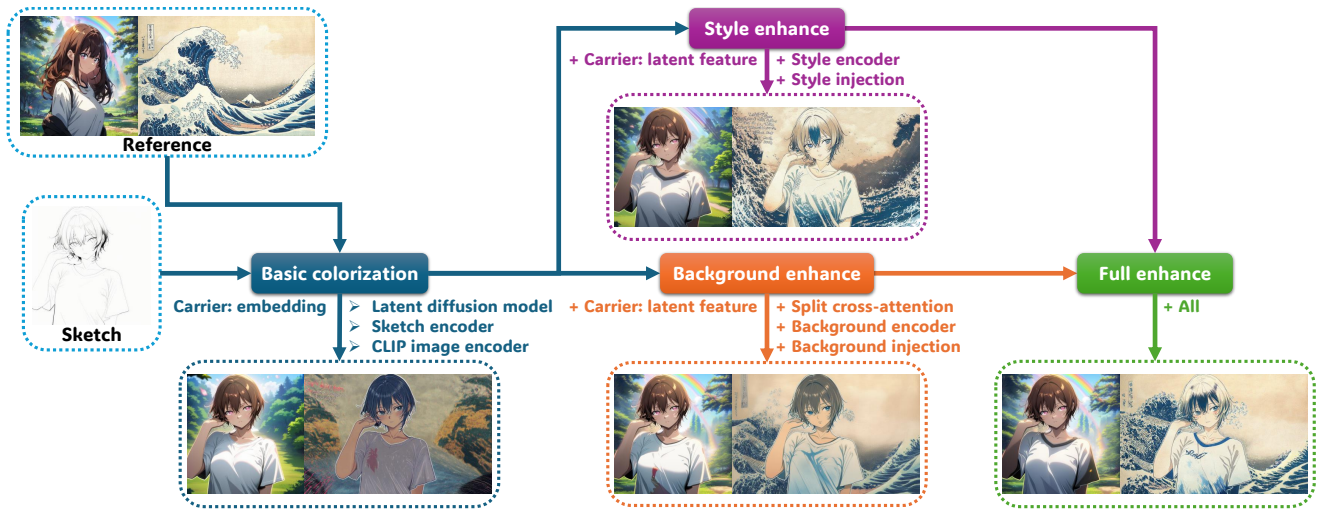 Reference
Sketch
Basic colorization
Carrier: embedding
➢ Latent diffusion model
➢ Sketch encoder
➢ CLIP image encoder
Style enhance
+ Carrier: latent feature
+ Style encoder
+ Style injection
Background enhance
+ Carrier: latent feature
+ Split cross-attention
+ Background encoder
+ Background injection
Full enhance
+ All